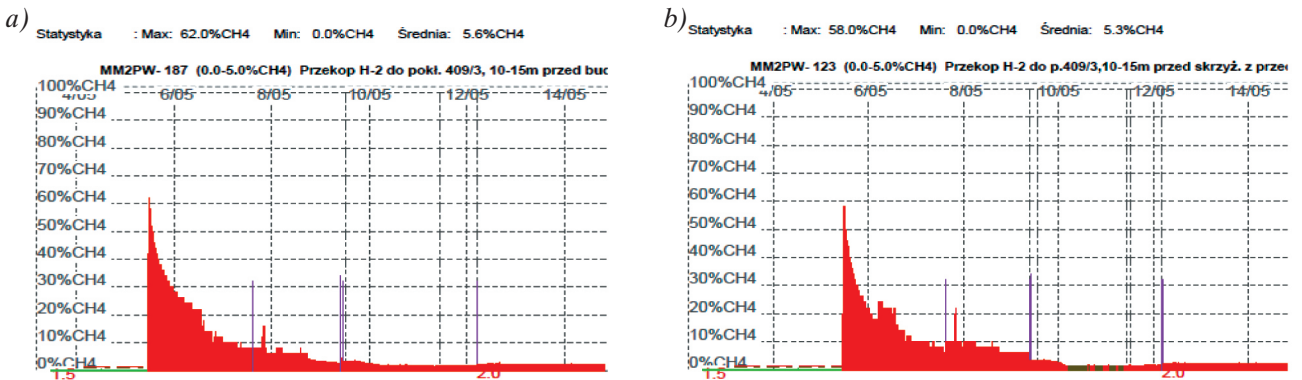 a)
Statystyka : Max: 62.0%CH4 Min: 0.0%CH4 Średnia: 5.6%CH4
MM2PW- 187 (0.0-5.0%CH4) Przekop H-2 do pokł. 409/3, 10-15m przed bud
100%CH4
4/05 6/05 8/05 10/05 12/05 14/05
90%CH4
80%CH4
70%CH4
60%CH4
50%CH4
40%CH4
30%CH4
20%CH4
10%CH4
0%CH4
1.5 2.0
b)
Statystyka : Max: 58.0%CH4 Min: 0.0%CH4 Średnia: 5.3%CH4
MM2PW- 123 (0.0-5.0%CH4) Przekop H-2 do p.409/3,10-15m przed skrzyż. z prze
100%CH4
4/05 6/05 8/05 10/05 12/05 14/05
90%CH4
80%CH4
70%CH4
60%CH4
50%CH4
40%CH4
30%CH4
20%CH4
10%CH4
0%CH4
1.5 2.0